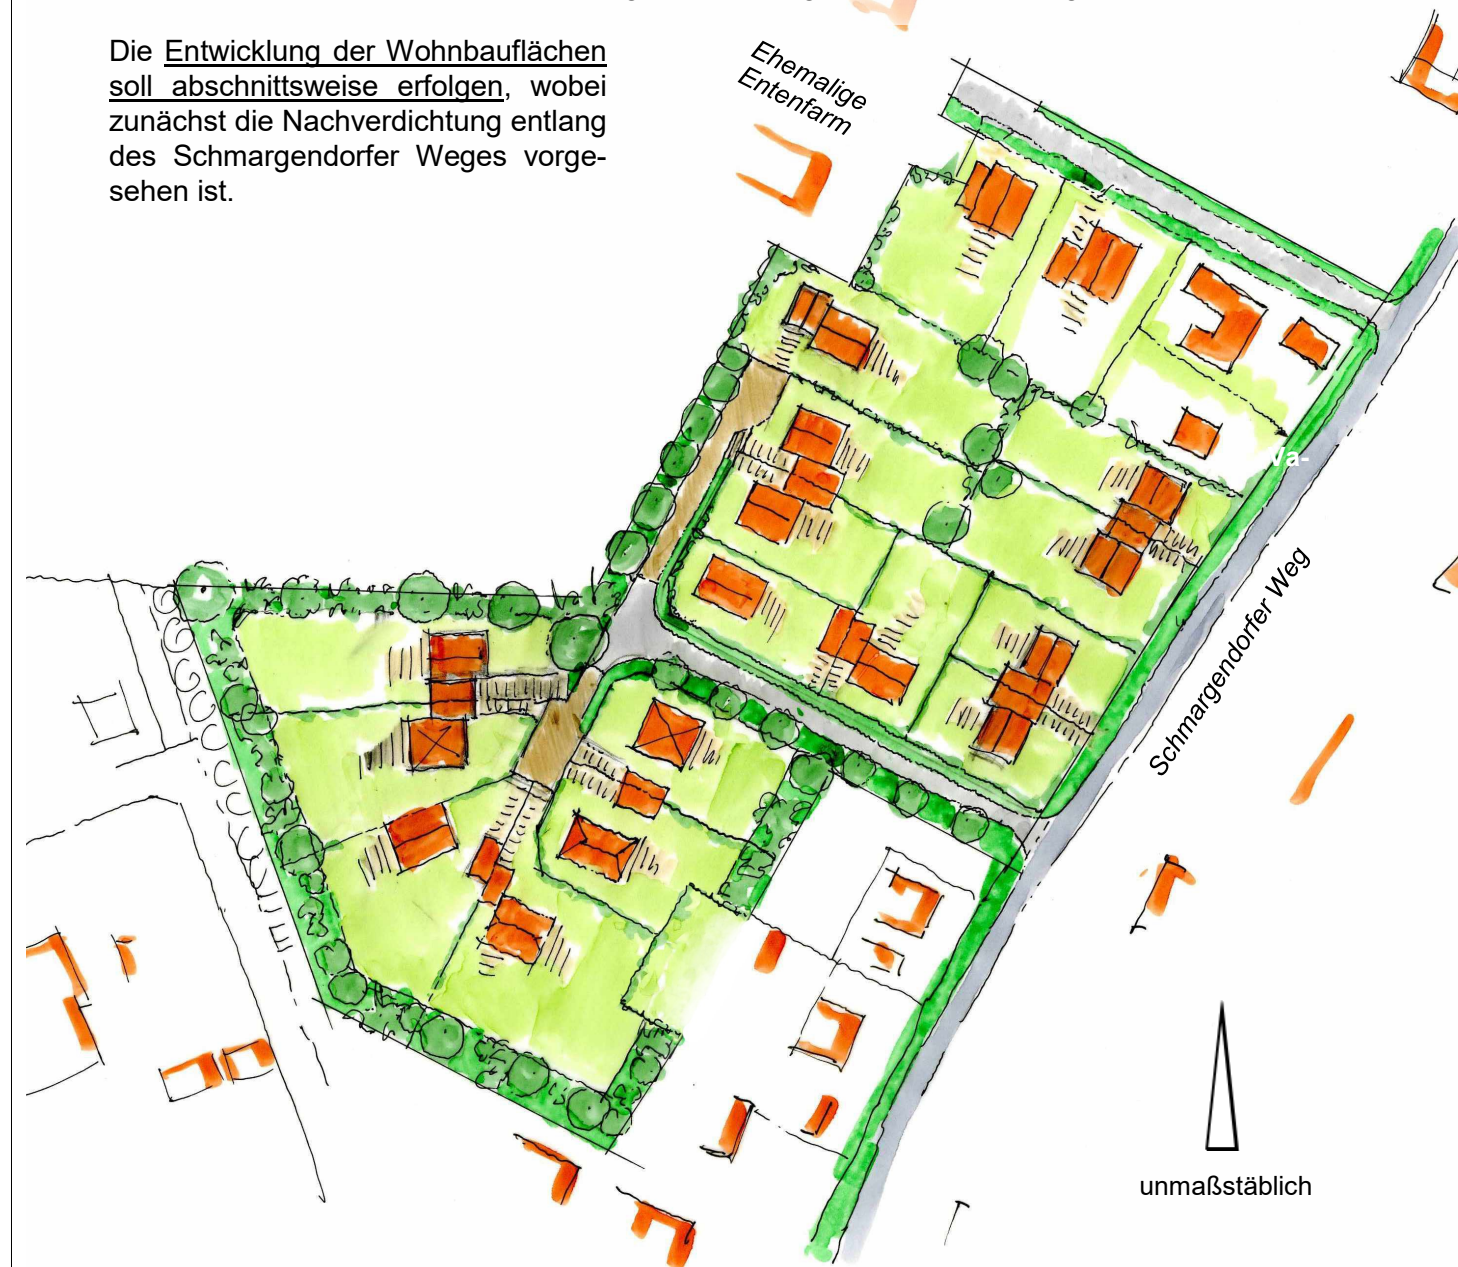 Die Entwicklung der Wohnbauflächen
soll abschnittsweise erfolgen, wobei
zunächst die Nachverdichtung entlang
des Schmargendorfer Weges vorge-
sehen ist.
Ehemalige
Entenfarm
Schmargendorfer Weg
unmaßstäblich